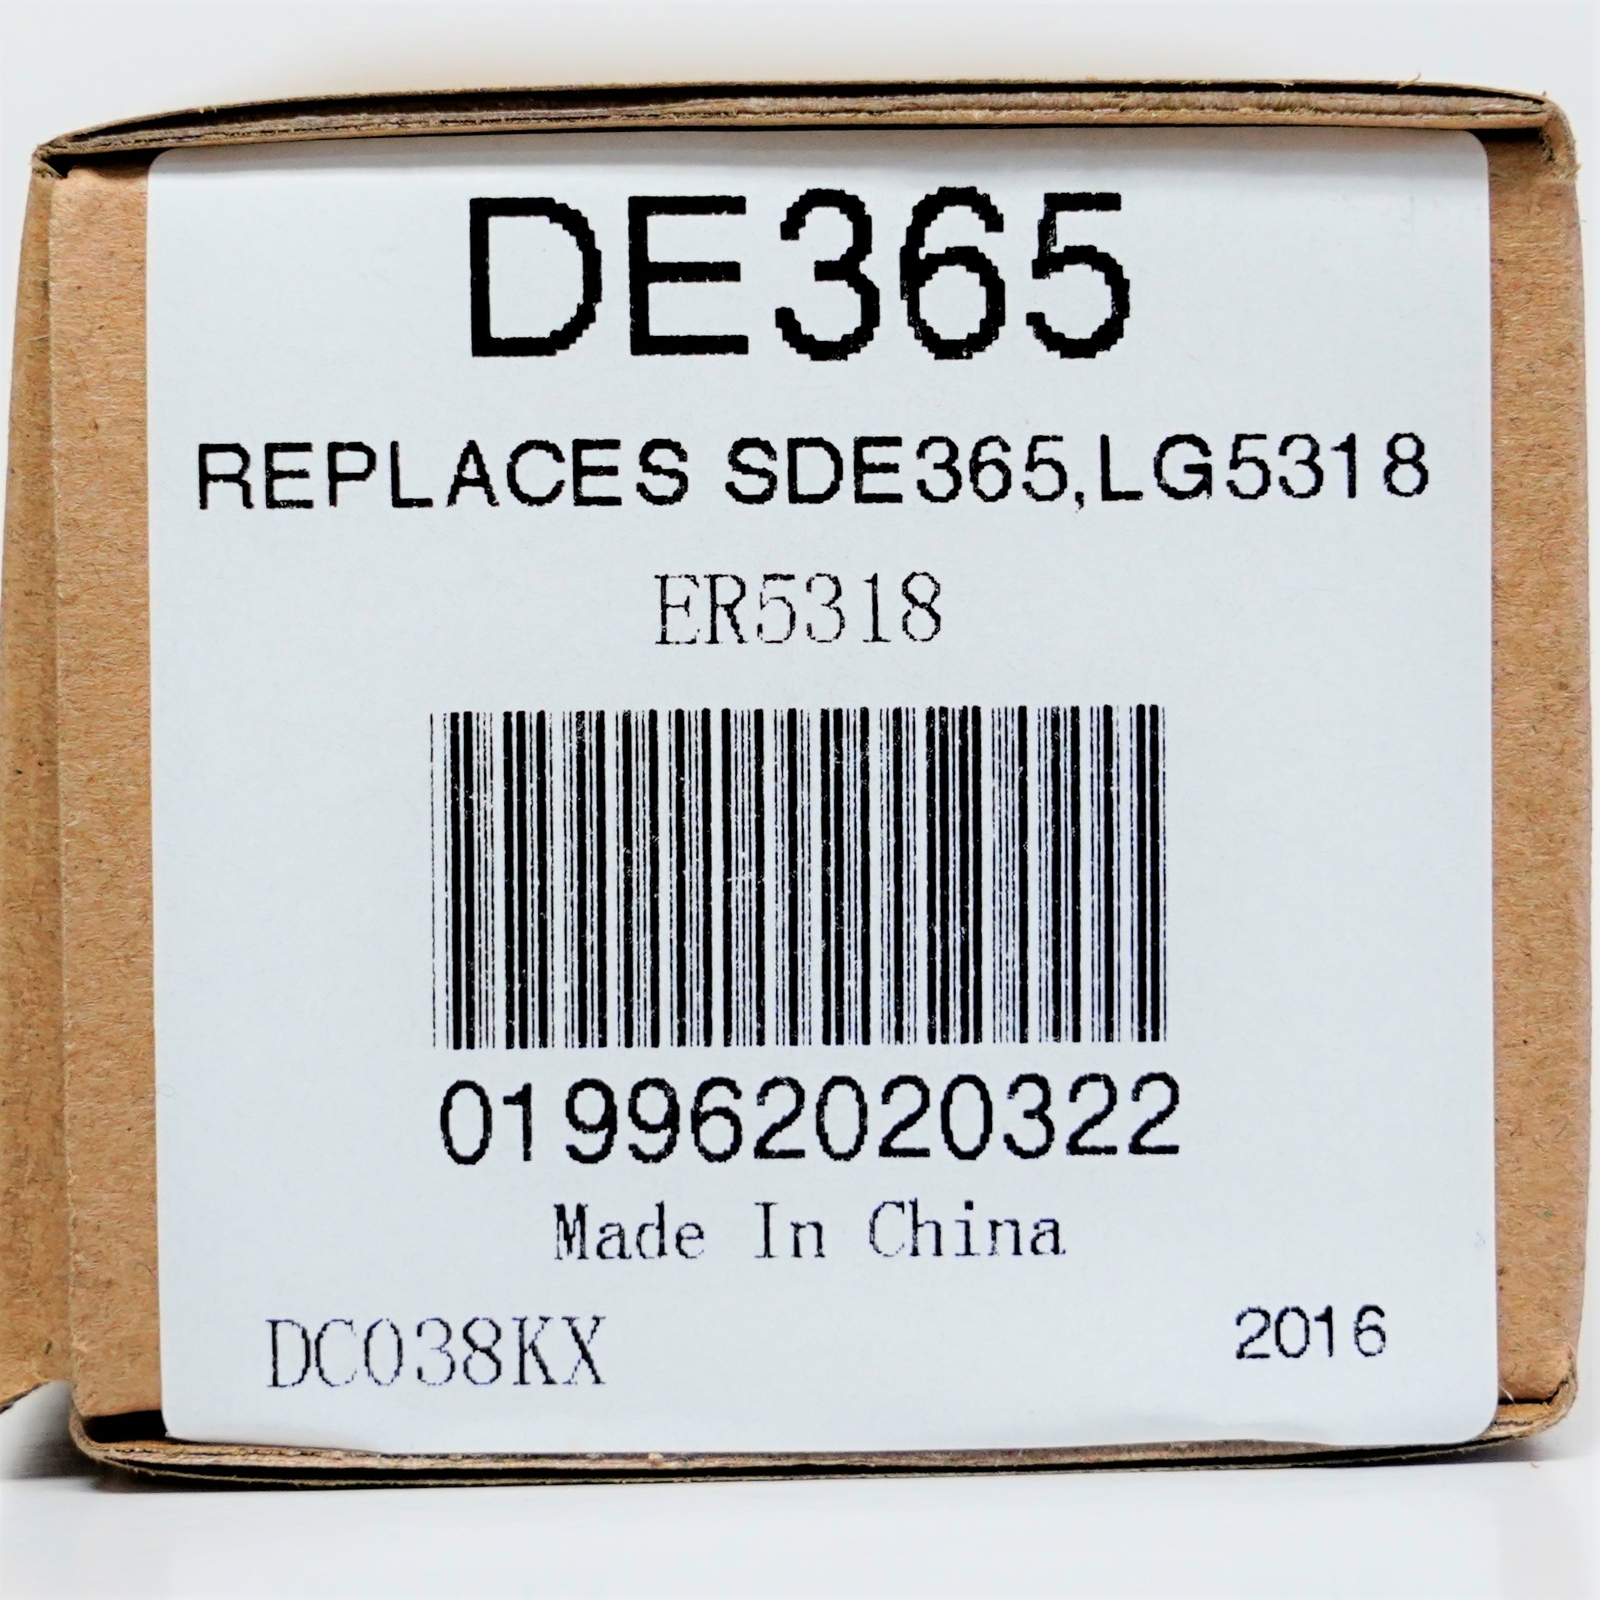 DE365
REPLACES SDE365,LG5318
ER5318
019962020322
Made In China
DC038KX
2016